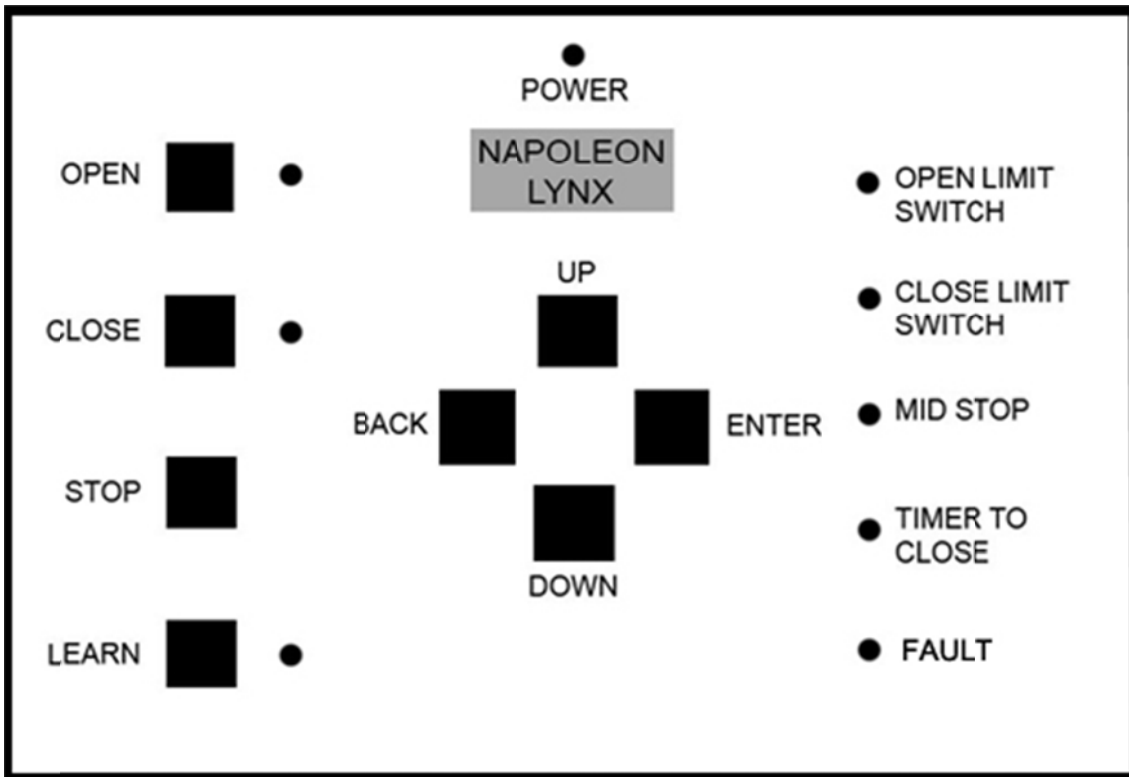 POWER
NAPOLEON
LYNX
OPEN
CLOSE
STOP
LEARN
UP
BACK
ENTER
DOWN
OPEN LIMIT
SWITCH
CLOSE LIMIT
SWITCH
MID STOP
TIMER TO
CLOSE
FAULT